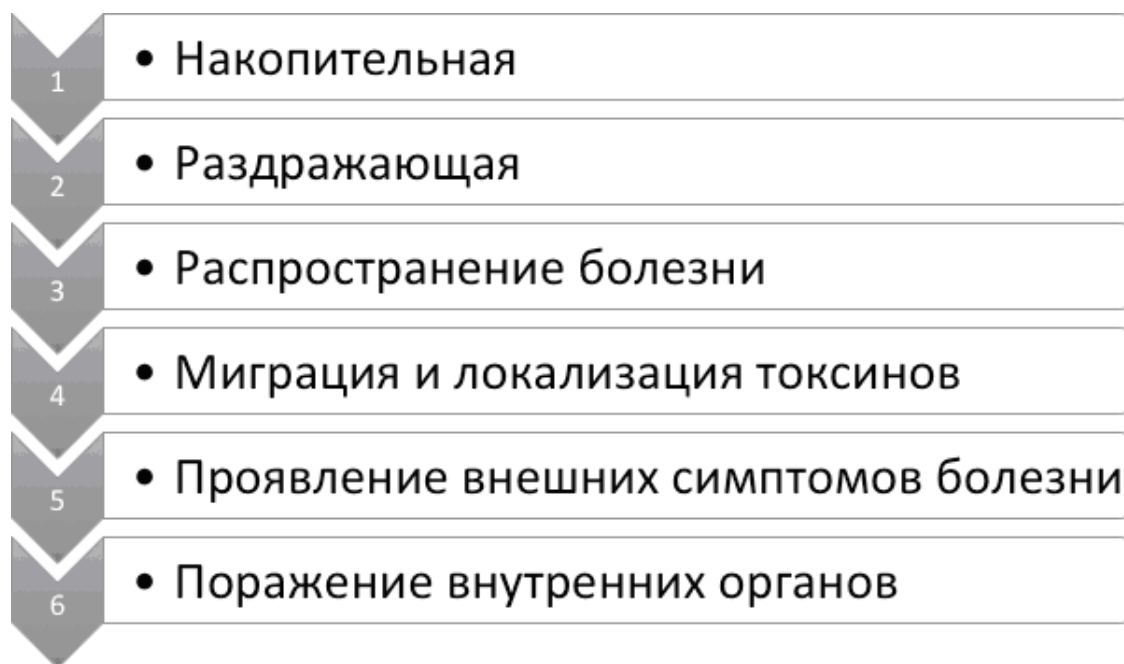 1
• Накопительная
2
• Раздражающая
3
• Распространение болезни
4
• Миграция и локализация токсинов
5
• Проявление внешних симптомов болезни
6
• Поражение внутренних органов